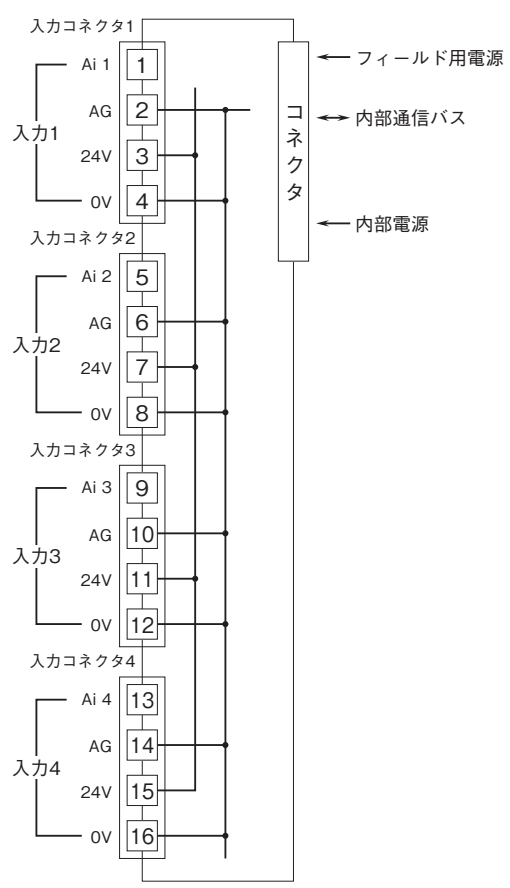 入力コネクタ1
Ai 1 1
AG 2
入力1
24V 3
0V 4
入力コネクタ2
Ai 2 5
AG 6
入力2
24V 7
0V 8
入力コネクタ3
Ai 3 9
AG 10
入力3
24V 11
0V 12
入力コネクタ4
Ai 4 13
AG 14
入力4
24V 15
0V 16
コネクタ
フィールド用電源
内部通信バス
内部電源